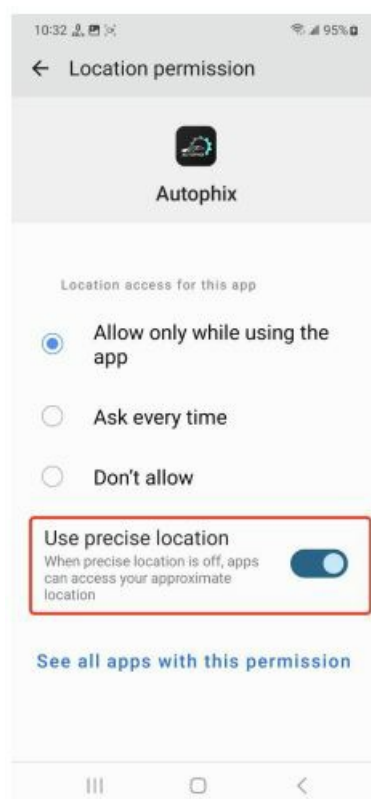 10:32 95%
Location permission
Autophix
Location access for this app
Allow only while using the
app
Ask every time
Don't allow
Use precise location
When precise location is off, apps
can access your approximate
location
See all apps with this permission